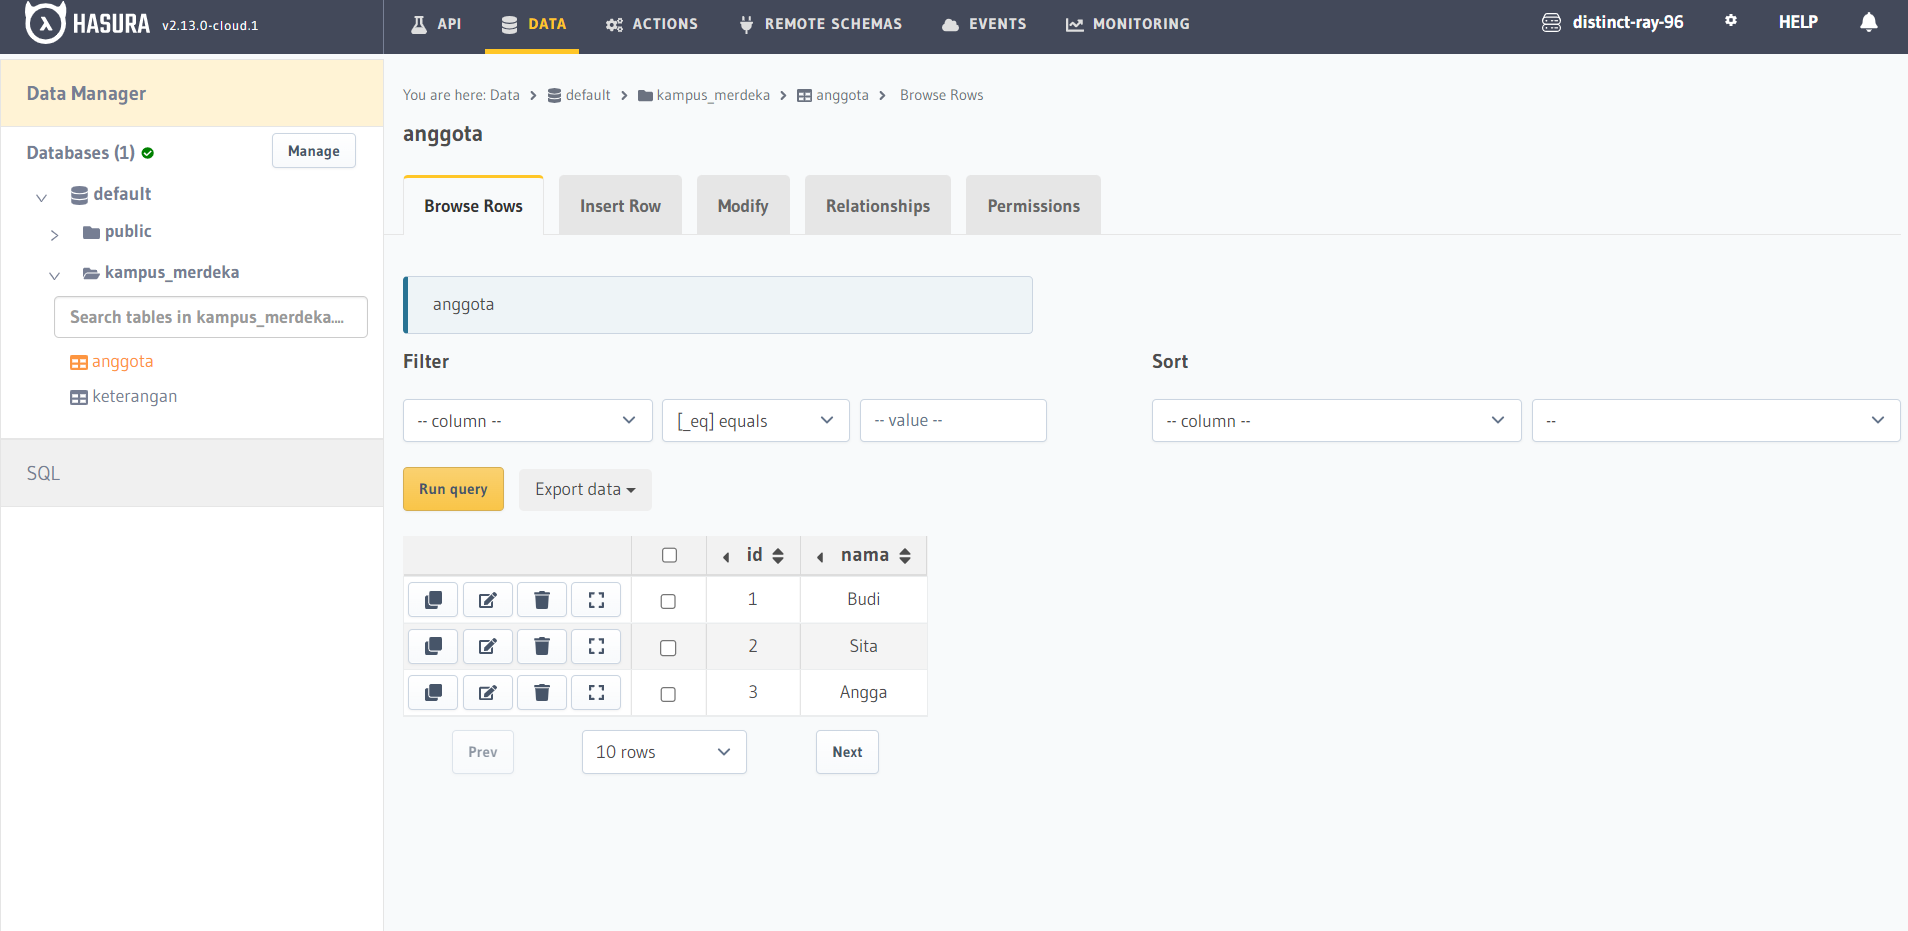 HASURA v2.13.0-cloud.1 API DATA ACTIONS REMOTE SCHEMAS EVENTS MONITORING distinct-ray-96 HELP
Data Manager
Databases (1) Manage
default
public
kampus_merdeka
Search tables in kampus_merdeka....
anggota
keterangan
SQL
You are here: Data > default > kampus_merdeka > anggota > Browse Rows
anggota
Browse Rows Insert Row Modify Relationships Permissions
anggota
Filter Sort
-- column -- [_eq] equals -- value -- -- column -- --
Run query Export data
id nama
1 Budi
2 Sita
3 Angga
Prev 10 rows Next